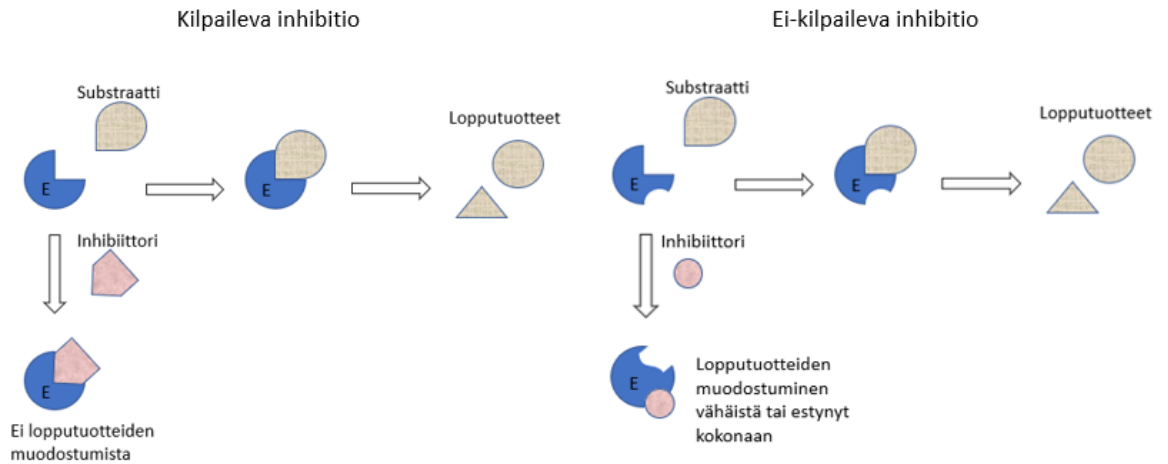 Kilpaileva inhibitio
Substraatti
E
E
Lopputuotteet
Inhibiittori
E
Ei lopputuotteiden
muodostumista
Ei-kilpaileva inhibitio
Substraatti
E
E
Lopputuotteet
Inhibiittori
E
Lopputuotteiden
muodostuminen
vähäistä tai estynyt
kokonaan